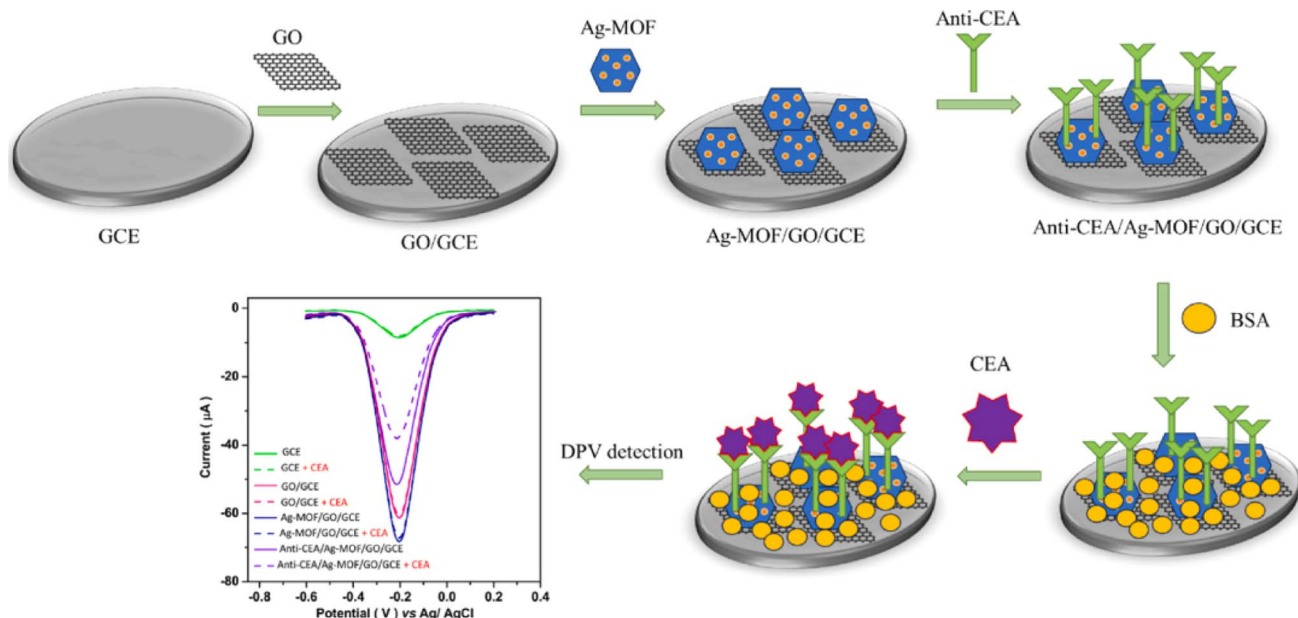 GO
Ag-MOF
Anti-CEA
GCE
GO/GCE
Ag-MOF/GO/GCE
Anti-CEA/Ag-MOF/GO/GCE
BSA
CEA
DPV detection
0
-20
-40
-60
-80
Current ( μA )
GCE
GCE + CEA
GO/GCE
GO/GCE + CEA
Ag-MOF/GO/GCE
Ag-MOF/GO/GCE + CEA
Anti-CEA/Ag-MOF/GO/GCE
Anti-CEA/Ag-MOF/GO/GCE + CEA
-0.8 -0.6 -0.4 -0.2 0.0 0.2 0.4
Potential ( V ) vs Ag/ AgCl